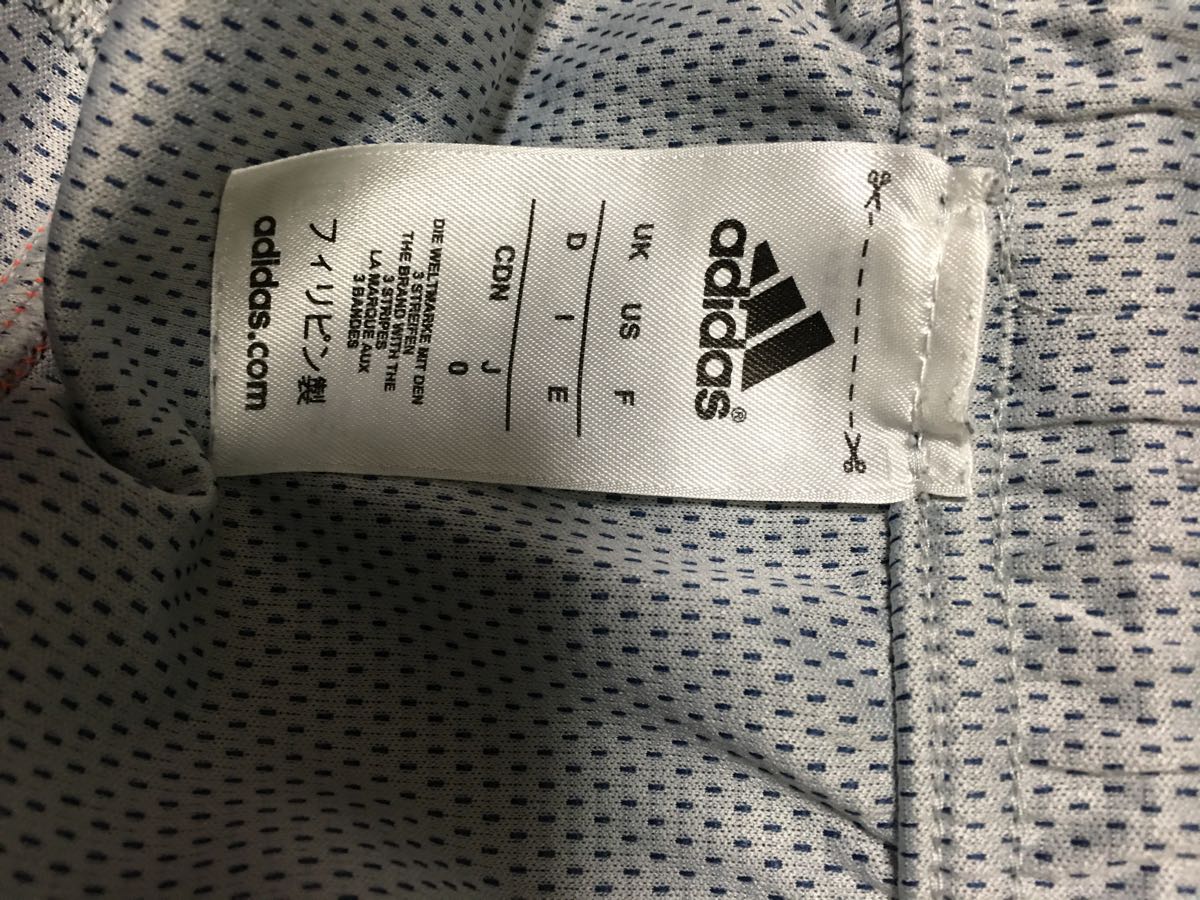 adidas®
UK US F
D I E
CDN J
O
DIE WELTMARKE MIT DEN
3 STREIFEN
THE BRAND WITH THE
3 STRIPES
LA MARQUE AUX
3 BANDES
フィリピン製
adidas.com